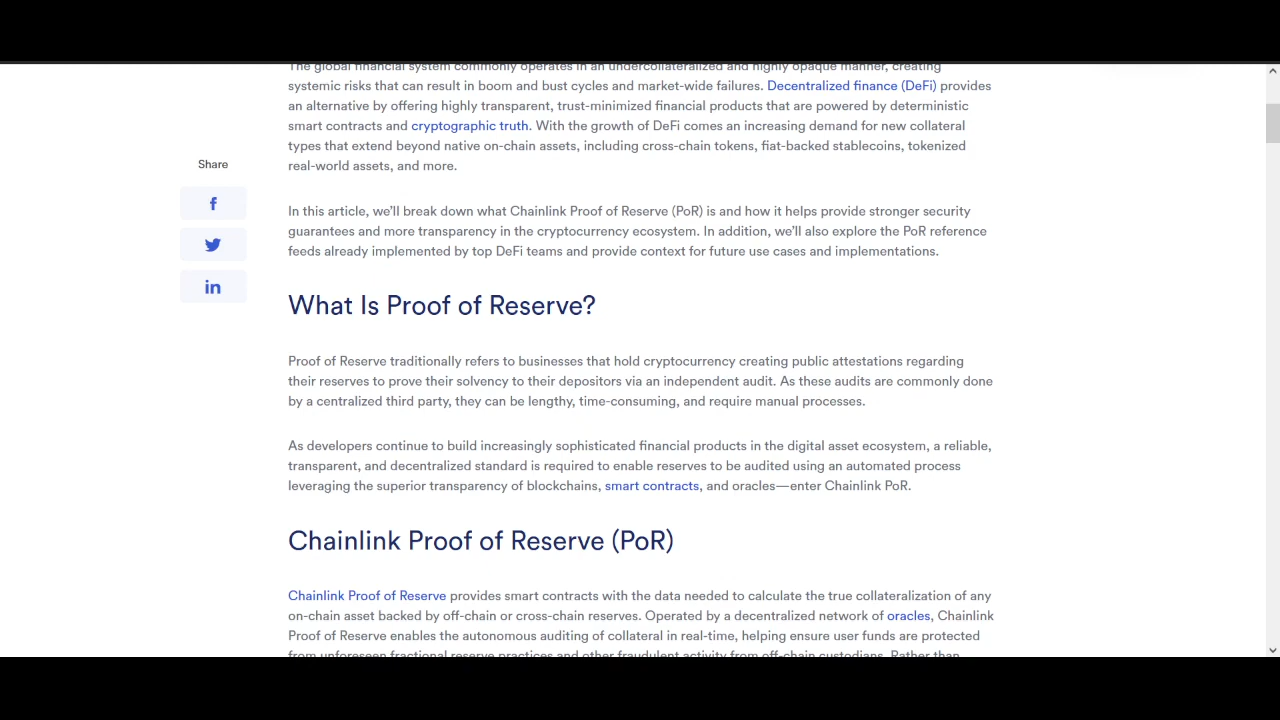 The global financial system commonly operates in an undercollateralized and highly opaque manner, creating
systemic risks that can result in boom and bust cycles and market-wide failures. Decentralized finance (DeFi) provides
an alternative by offering highly transparent, trust-minimized financial products that are powered by deterministic
smart contracts and cryptographic truth. With the growth of DeFi comes an increasing demand for new collateral
types that extend beyond native on-chain assets, including cross-chain tokens, fiat-backed stablecoins, tokenized
real-world assets, and more.
Share
In this article, we’ll break down what Chainlink Proof of Reserve (PoR) is and how it helps provide stronger security
guarantees and more transparency in the cryptocurrency ecosystem. In addition, we’ll also explore the PoR reference
feeds already implemented by top DeFi teams and provide context for future use cases and implementations.
What Is Proof of Reserve?
Proof of Reserve traditionally refers to businesses that hold cryptocurrency creating public attestations regarding
their reserves to prove their solvency to their depositors via an independent audit. As these audits are commonly done
by a centralized third party, they can be lengthy, time-consuming, and require manual processes.
As developers continue to build increasingly sophisticated financial products in the digital asset ecosystem, a reliable,
transparent, and decentralized standard is required to enable reserves to be audited using an automated process
leveraging the superior transparency of blockchains, smart contracts, and oracles—enter Chainlink PoR.
Chainlink Proof of Reserve (PoR)
Chainlink Proof of Reserve provides smart contracts with the data needed to calculate the true collateralization of any
on-chain asset backed by off-chain or cross-chain reserves. Operated by a decentralized network of oracles, Chainlink
Proof of Reserve enables the autonomous auditing of collateral in real-time, helping ensure user funds are protected
from unforeseen fractional reserve practices and other fraudulent activity from off-chain custodians. Rather than